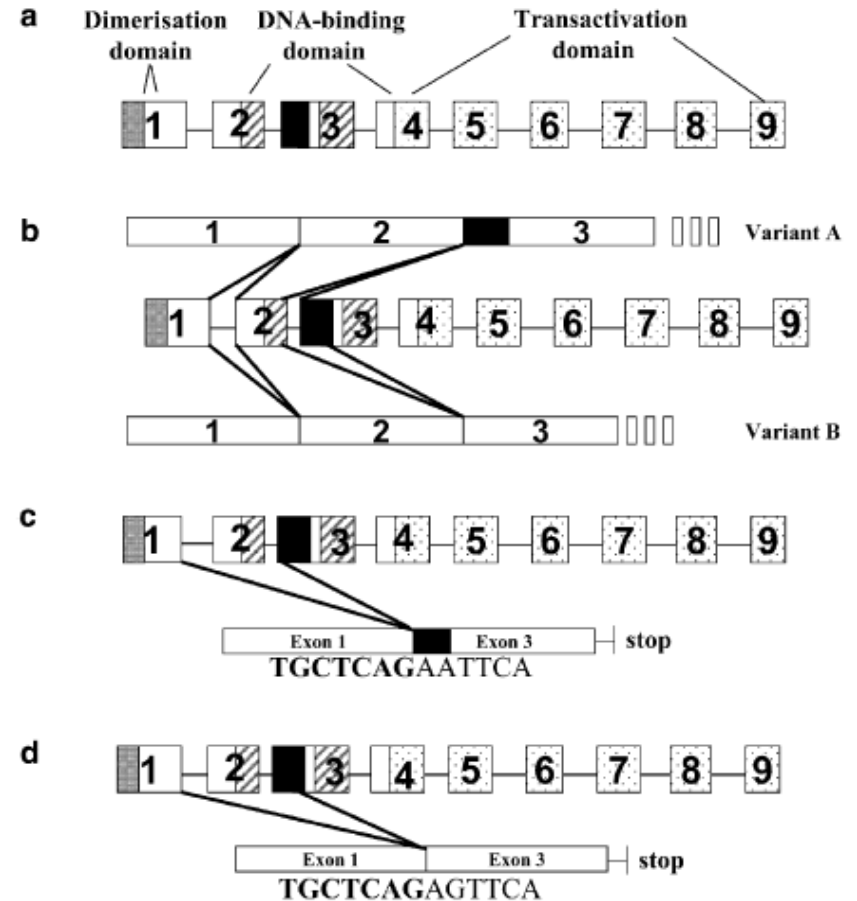 a
Dimerisation domain
DNA-binding domain
Transactivation domain
1 2 3 4 5 6 7 8 9
b
1 2 3 Variant A
1 2 3 4 5 6 7 8 9
1 2 3 Variant B
c
1 2 3 4 5 6 7 8 9
Exon 1 Exon 3 stop
TGCTCAGAATTCA
d
1 2 3 4 5 6 7 8 9
Exon 1 Exon 3 stop
TGCTCAGAGTTCA